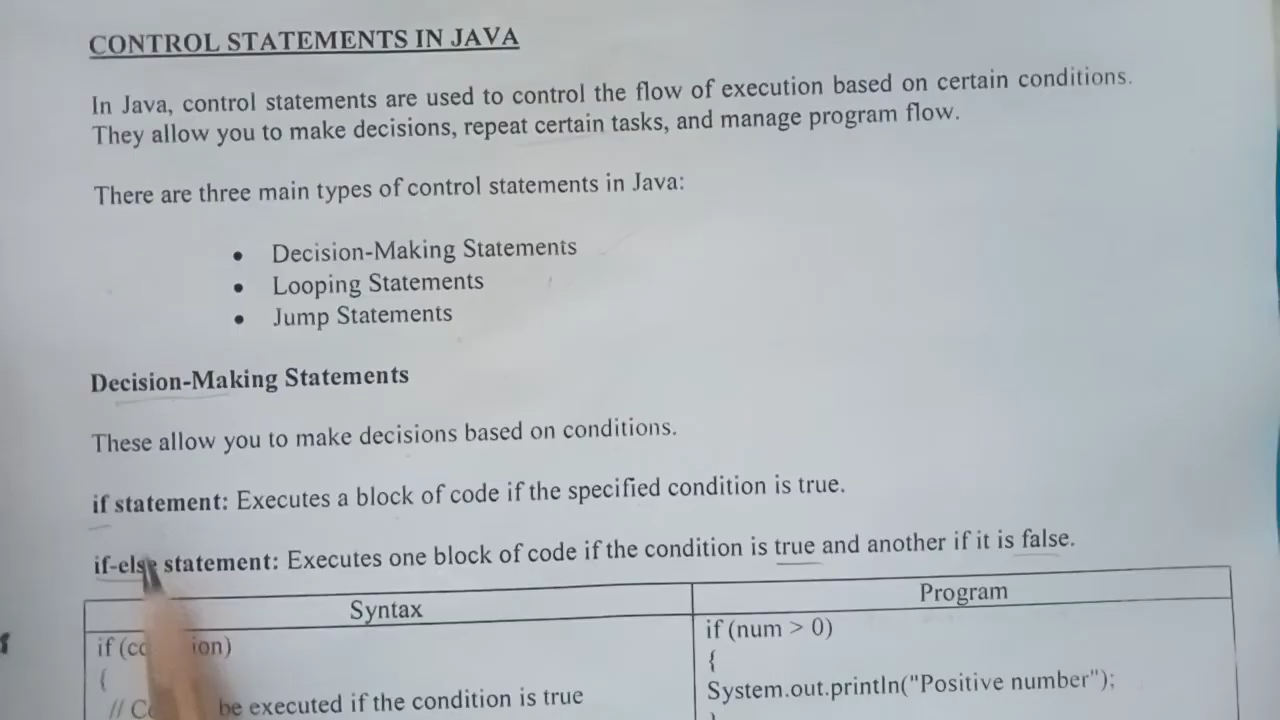 CONTROL STATEMENTS IN JAVA
In Java, control statements are used to control the flow of execution based on certain conditions.
They allow you to make decisions, repeat certain tasks, and manage program flow.
There are three main types of control statements in Java:
• Decision-Making Statements
• Looping Statements
• Jump Statements
Decision-Making Statements
These allow you to make decisions based on conditions.
if statement: Executes a block of code if the specified condition is true.
if-else statement: Executes one block of code if the condition is true and another if it is false.
Syntax
if (co ion)
{
// be executed if the condition is true
Program
if (num > 0)
{
System.out.println("Positive number");